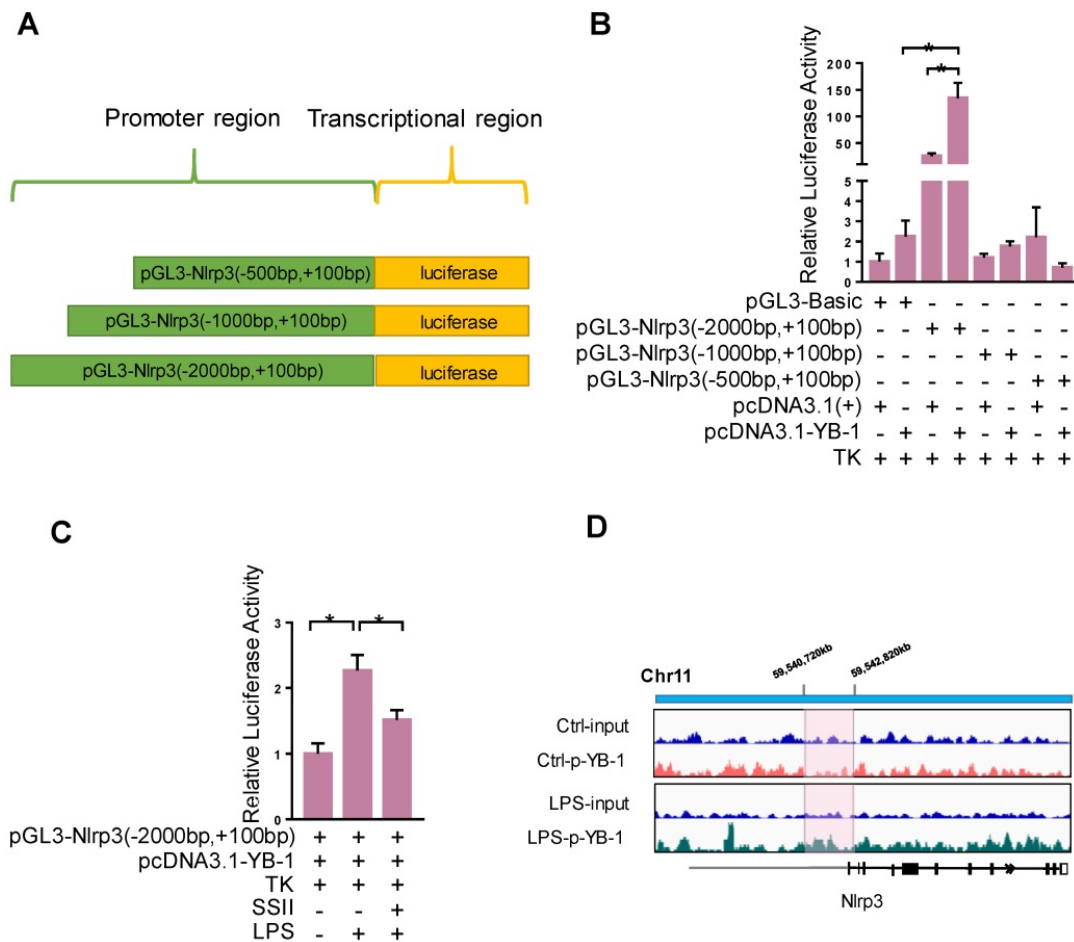 A
Promoter region Transcriptional region
pGL3-Nlrp3(-500bp,+100bp) luciferase
pGL3-Nlrp3(-1000bp,+100bp) luciferase
pGL3-Nlrp3(-2000bp,+100bp) luciferase
B
Relative Luciferase Activity
* 
*
200
150
100
50
5
4
3
2
1
0
pGL3-Basic + + - - - - - -
pGL3-Nlrp3(-2000bp,+100bp) - - + + - - - -
pGL3-Nlrp3(-1000bp,+100bp) - - - - + + - -
pGL3-Nlrp3(-500bp,+100bp) - - - - - - + +
pcDNA3.1(+) + - + - + - + -
pcDNA3.1-YB-1 - + - + - + - +
TK + + + + + + + +
C
Relative Luciferase Activity
* *
3
2
1
0
pGL3-Nlrp3(-2000bp,+100bp) + + +
pcDNA3.1-YB-1 + + +
TK + + +
SSII - - +
LPS - + +
D
Chr11
59,540,720kb 59,542,820kb
Ctrl-input
Ctrl-p-YB-1
LPS-input
LPS-p-YB-1
Nlrp3